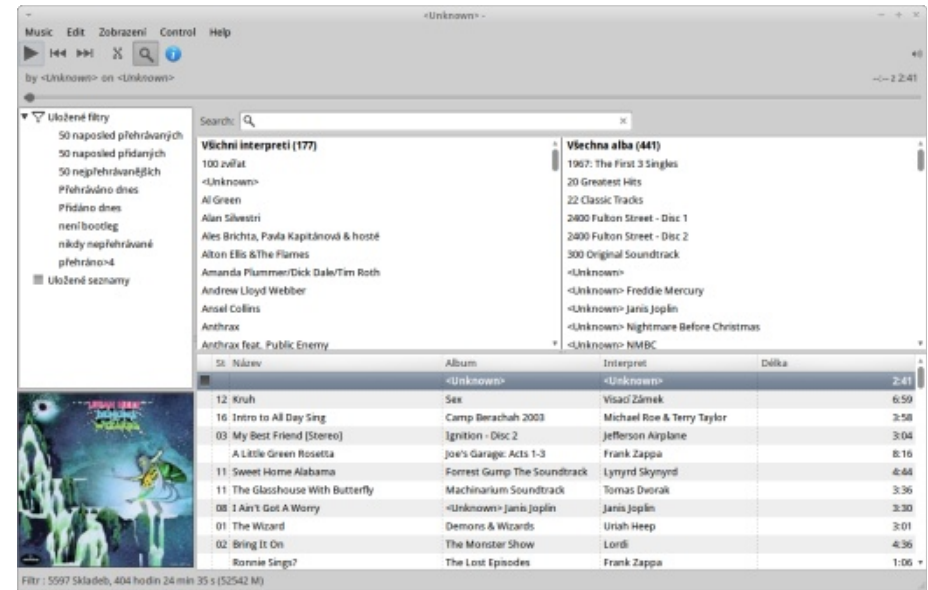 <Unknown> -
Music Edit Zobrazení Control Help
by <Unknown> on <Unknown>
--:-- z 2:41
Uložené filtry
50 naposled přehrávaných
50 naposled přidaných
50 nejpřehrávanějších
Přehráváno dnes
Přidáno dnes
není bootleg
nikdy nepřehrávané
přehráno>4
Uložené seznamy
Search:
Všichni interpreti (177)
100 zvířat
<Unknown>
Al Green
Alan Silvestri
Ales Brichta, Pavla Kapitánová & hosté
Alton Ellis &The Flames
Amanda Plummer/Dick Dale/Tim Roth
Andrew Lloyd Webber
Ansel Collins
Anthrax
Anthrax feat. Public Enemy
Všechna alba (441)
1967: The First 3 Singles
20 Greatest Hits
22 Classic Tracks
2400 Fulton Street - Disc 1
2400 Fulton Street - Disc 2
300 Original Soundtrack
<Unknown>
<Unknown> Freddie Mercury
<Unknown> Janis Joplin
<Unknown> Nightmare Before Christmas
<Unknown> NMBC
St Název Album Interpret Délka
<Unknown> <Unknown> 2:41
12 Kruh Sex Visací Zámek 6:59
16 Intro to All Day Sing Camp Berachah 2003 Michael Roe & Terry Taylor 3:58
03 My Best Friend [Stereo] Ignition - Disc 2 Jefferson Airplane 3:04
A Little Green Rosetta Joe's Garage: Acts 1-3 Frank Zappa 8:16
11 Sweet Home Alabama Forrest Gump The Soundtrack Lynyrd Skynyrd 4:44
11 The Glasshouse With Butterfly Machinarium Soundtrack Tomas Dvorak 3:36
08 I Ain't Got A Worry <Unknown> Janis Joplin Janis Joplin 3:30
01 The Wizard Demons & Wizards Uriah Heep 3:01
02 Bring It On The Monster Show Lordi 4:36
Ronnie Sings? The Lost Episodes Frank Zappa 1:06
Filtr : 5597 Skladeb, 404 hodin 24 min 35 s (52542 M)